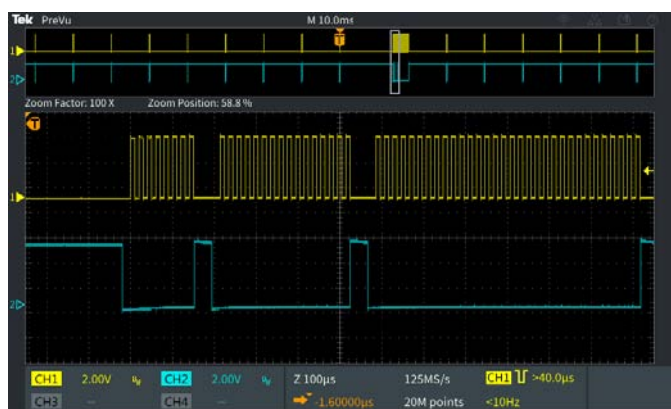 Tek PreVu M 10.0ms
T
1
2
Zoom Factor: 100 X Zoom Position: 58.8 %
T
1
2
CH1 2.00V CH2 2.00V Z 100µs 125MS/s CH1 >40.0µs
CH3 CH4 -1.60000µs 20M points <10Hz